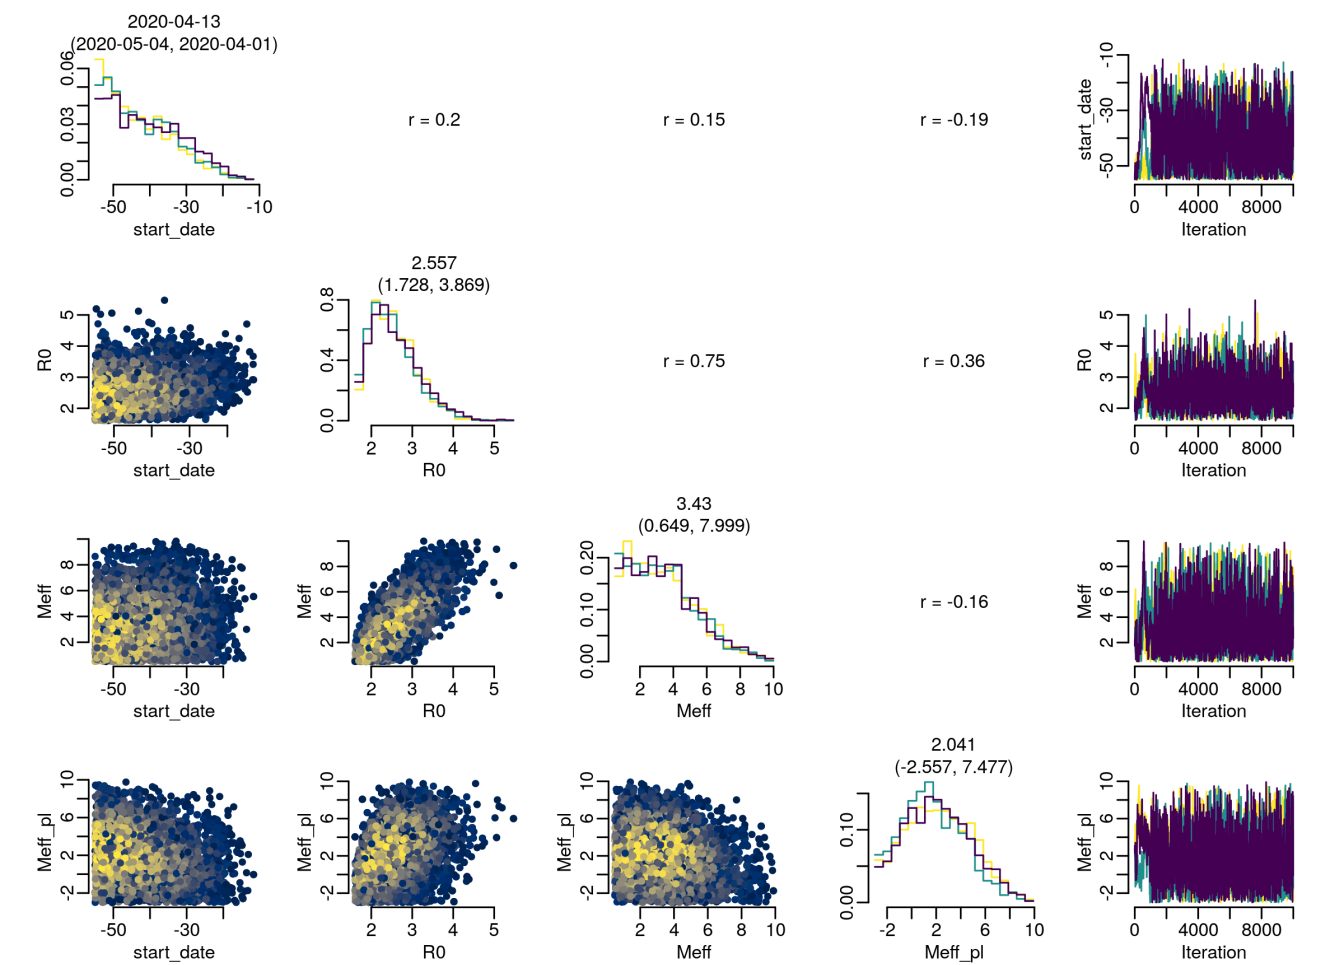 2020-04-13
(2020-05-04, 2020-04-01)
0.00 0.03 0.06
-50 -30 -10
start_date
r = 0.2
r = 0.15
r = -0.19
start_date
-50 -30 -10
0 4000 8000
Iteration
R0
2 3 4 5
-50 -30
start_date
2.557
(1.728, 3.869)
0.0 0.4 0.8
2 3 4 5
R0
r = 0.75
r = 0.36
R0
2 3 4 5
0 4000 8000
Iteration
Meff
2 4 6 8
-50 -30
start_date
Meff
2 4 6 8
2 3 4 5
R0
3.43
(0.649, 7.999)
0.00 0.10 0.20
2 4 6 8 10
Meff
r = -0.16
Meff
2 4 6 8
0 4000 8000
Iteration
Meff_pl
-2 2 6 10
-50 -30
start_date
Meff_pl
-2 2 6 10
2 3 4 5
R0
Meff_pl
-2 2 6 10
2 4 6 8 10
Meff
2.041
(-2.557, 7.477)
0.00 0.10
-2 2 6 10
Meff_pl
Meff_pl
-2 2 6 10
0 4000 8000
Iteration